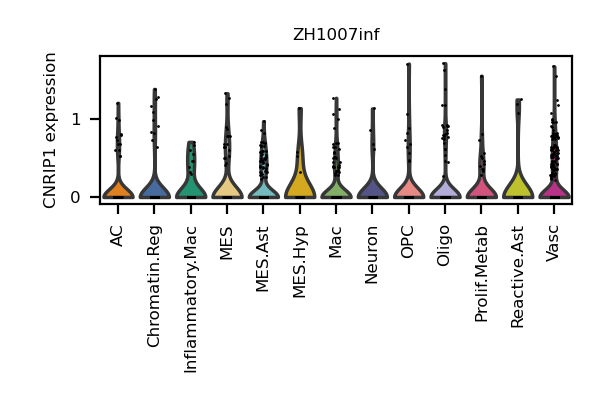 ZH1007inf
CNRIP1 expression
1
0
AC
Chromatin.Reg
Inflammatory.Mac
MES
MES.Ast
MES.Hyp
Mac
Neuron
OPC
Oligo
Prolif.Metab
Reactive.Ast
Vasc